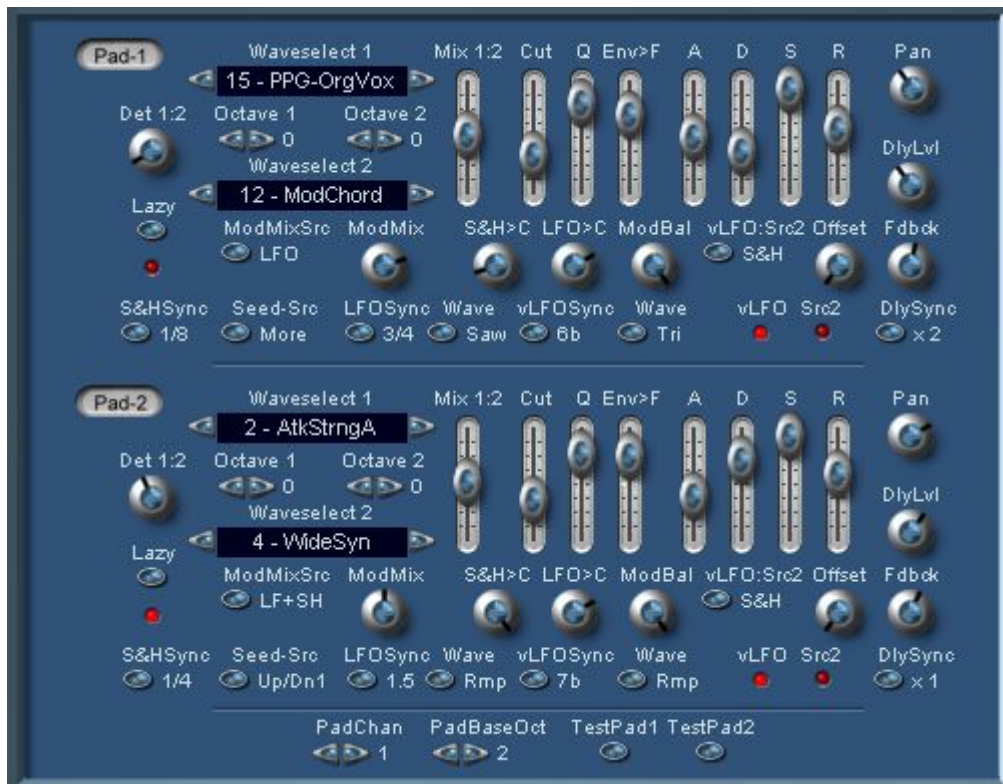 Pad-1 Waveselect 1 Mix 1:2 Cut Q Env>F A D S R Pan
15 - PPG-OrgVox
Det 1:2 Octave 1 Octave 2
0 0
DlyLvl
Waveselect 2
12 - ModChord
Lazy
ModMixSrc ModMix S&H>C LFO>C ModBal vLFO:Src2 Offset Fdbck
LFO S&H
S&HSync Seed-Src LFOSync Wave vLFOSync Wave vLFO Src2 DlySync
1/8 More 3/4 Saw 6b Tri x 2
Pad-2 Waveselect 1 Mix 1:2 Cut Q Env>F A D S R Pan
2 - AtkStrngA
Det 1:2 Octave 1 Octave 2
0 0
DlyLvl
Waveselect 2
4 - WideSyn
Lazy
ModMixSrc ModMix S&H>C LFO>C ModBal vLFO:Src2 Offset Fdbck
LF+SH S&H
S&HSync Seed-Src LFOSync Wave vLFOSync Wave vLFO Src2 DlySync
1/4 Up/Dn1 1.5 Rmp 7b Rmp x 1
PadChan PadBaseOct TestPad1 TestPad2
1 2